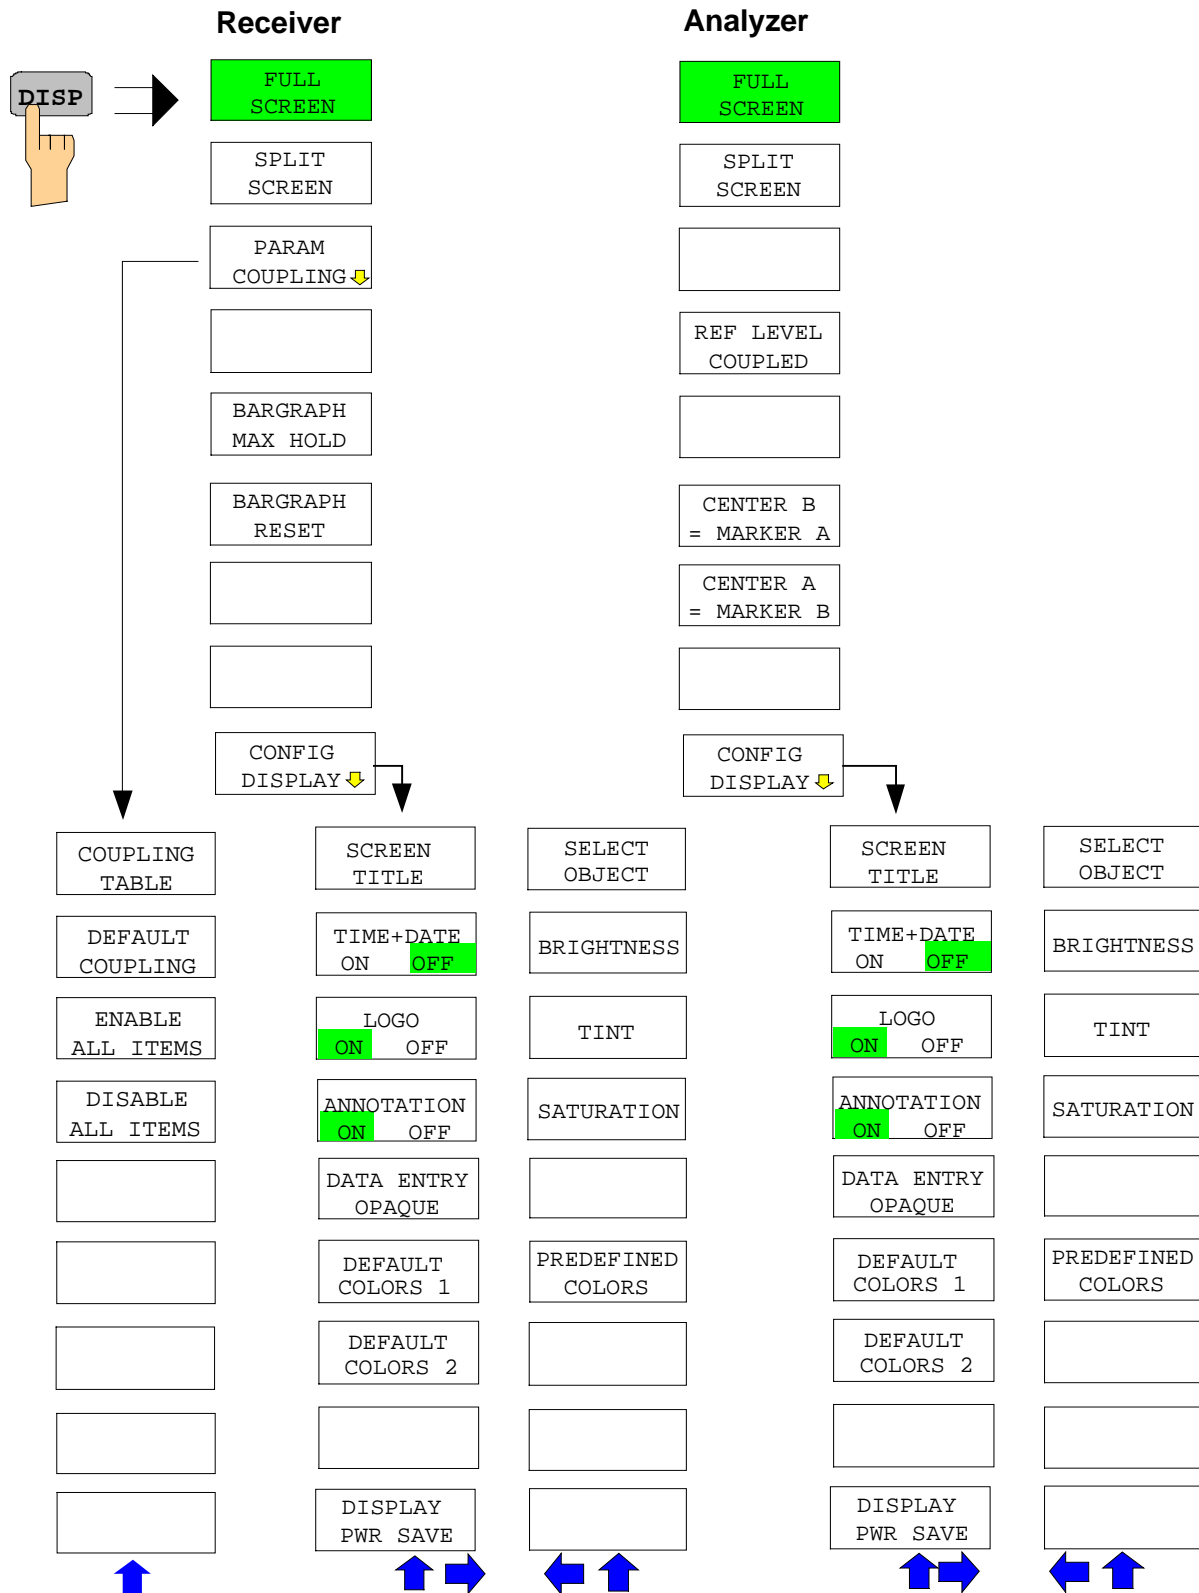 Receiver
Analyzer
DISP
FULL
SCREEN
SPLIT
SCREEN
PARAM
COUPLING
BARGRAPH
MAX HOLD
BARGRAPH
RESET
CONFIG
DISPLAY
FULL
SCREEN
SPLIT
SCREEN
REF LEVEL
COUPLED
CENTER B
= MARKER A
CENTER A
= MARKER B
CONFIG
DISPLAY
COUPLING
TABLE
DEFAULT
COUPLING
ENABLE
ALL ITEMS
DISABLE
ALL ITEMS
SCREEN
TITLE
TIME+DATE
ON OFF
LOGO
ON OFF
ANNOTATION
ON OFF
DATA ENTRY
OPAQUE
DEFAULT
COLORS 1
DEFAULT
COLORS 2
DISPLAY
PWR SAVE
SELECT
OBJECT
BRIGHTNESS
TINT
SATURATION
PREDEFINED
COLORS
SCREEN
TITLE
TIME+DATE
ON OFF
LOGO
ON OFF
ANNOTATION
ON OFF
DATA ENTRY
OPAQUE
DEFAULT
COLORS 1
DEFAULT
COLORS 2
DISPLAY
PWR SAVE
SELECT
OBJECT
BRIGHTNESS
TINT
SATURATION
PREDEFINED
COLORS